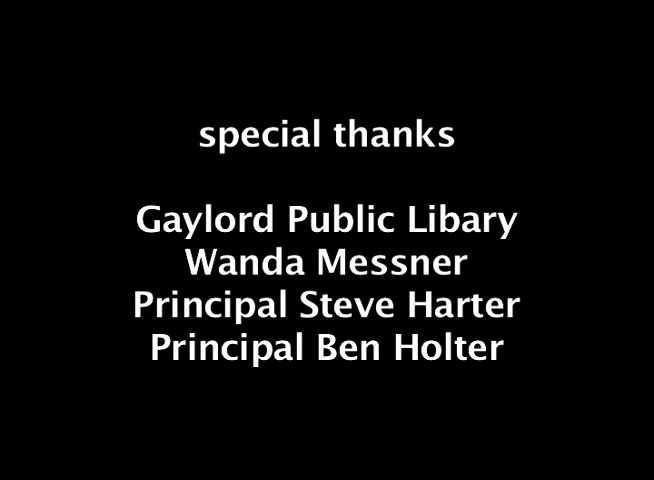 special thanks
Gaylord Public Libary
Wanda Messner
Principal Steve Harter
Principal Ben Holter